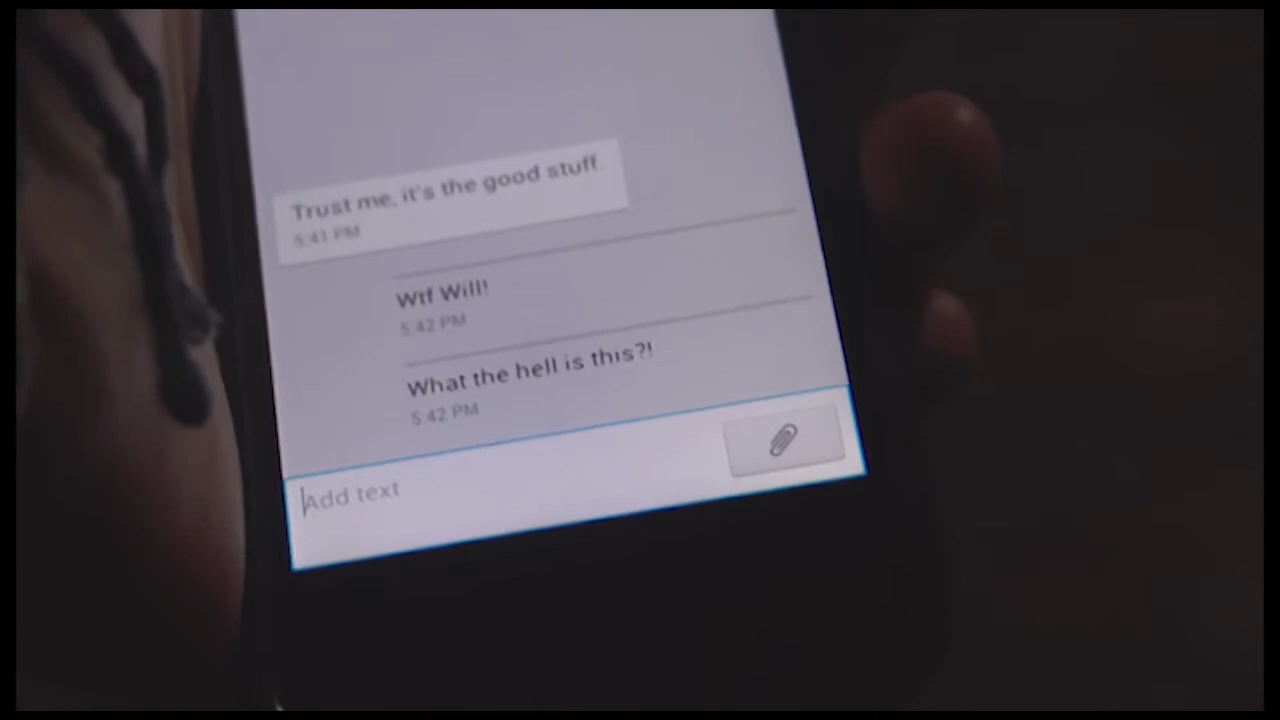 Trust me, it's the good stuff.
5:41 PM
Wtf Will!
5:42 PM
What the hell is this?!
5:42 PM
Add text